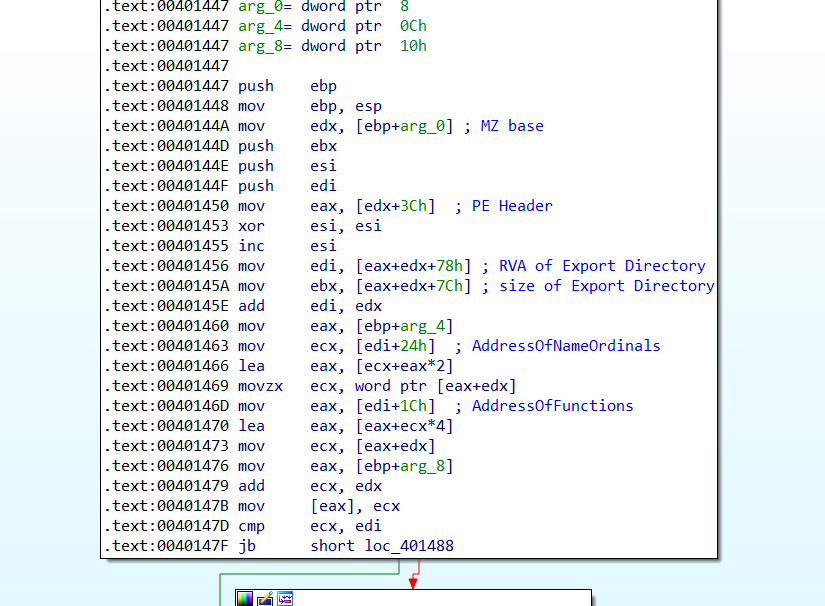 .text:00401447 arg_0= dword ptr  8
.text:00401447 arg_4= dword ptr  0Ch
.text:00401447 arg_8= dword ptr  10h
.text:00401447
.text:00401447 push    ebp
.text:00401448 mov     ebp, esp
.text:0040144A mov     edx, [ebp+arg_0] ; MZ base
.text:0040144D push    ebx
.text:0040144E push    esi
.text:0040144F push    edi
.text:00401450 mov     eax, [edx+3Ch]  ; PE Header
.text:00401453 xor     esi, esi
.text:00401455 inc     esi
.text:00401456 mov     edi, [eax+edx+78h] ; RVA of Export Directory
.text:0040145A mov     ebx, [eax+edx+7Ch] ; size of Export Directory
.text:0040145E add     edi, edx
.text:00401460 mov     eax, [ebp+arg_4]
.text:00401463 mov     ecx, [edi+24h]  ; AddressOfNameOrdinals
.text:00401466 lea     eax, [ecx+eax*2]
.text:00401469 movzx   ecx, word ptr [eax+edx]
.text:0040146D mov     eax, [edi+1Ch]  ; AddressOfFunctions
.text:00401470 lea     eax, [eax+ecx*4]
.text:00401473 mov     ecx, [eax+edx]
.text:00401476 mov     eax, [ebp+arg_8]
.text:00401479 add     ecx, edx
.text:0040147B mov     [eax], ecx
.text:0040147D cmp     ecx, edi
.text:0040147F jb      short loc_401488